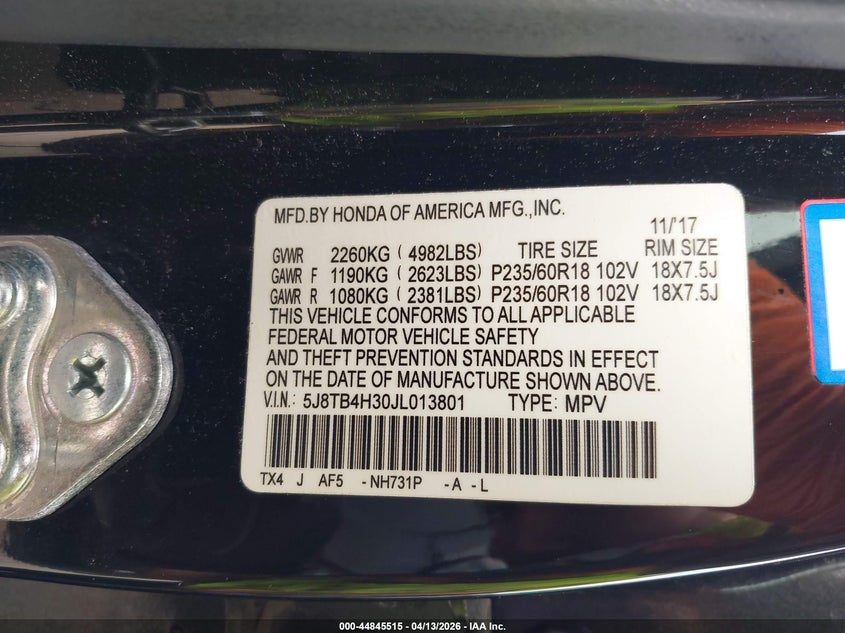 MFD.BY HONDA OF AMERICA MFG.,INC.
11/'17
GVWR 2260KG ( 4982LBS) TIRE SIZE RIM SIZE
GAWR F 1190KG ( 2623LBS) P235/60R18 102V 18X7.5J
GAWR R 1080KG ( 2381LBS) P235/60R18 102V 18X7.5J
THIS VEHICLE CONFORMS TO ALL APPLICABLE
FEDERAL MOTOR VEHICLE SAFETY
AND THEFT PREVENTION STANDARDS IN EFFECT
ON THE DATE OF MANUFACTURE SHOWN ABOVE.
V.I.N.: 5J8TB4H30JL013801 TYPE: MPV
TX4 J AF5 - NH731P - A - L
000-44845515 - 04/13/2026 - IAA Inc.